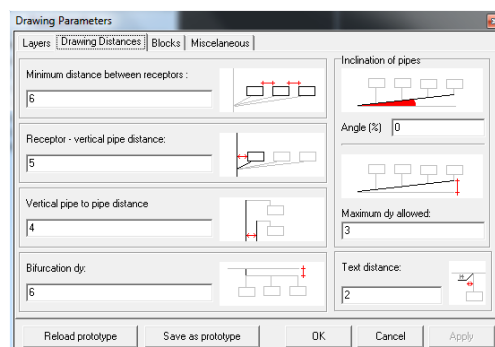 Drawing Parameters
Layers Drawing Distances Blocks Miscelaneous
Minimum distance between receptors :
6
Receptor - vertical pipe distance:
5
Vertical pipe to pipe distance
4
Bifurcation dy:
6
Inclination of pipes
Angle (%) 0
Maximum dy allowed:
3
Text distance:
2
Reload prototype Save as prototype OK Cancel Apply